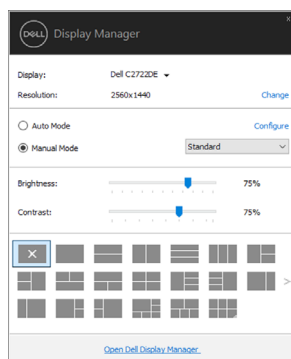 x
DELL Display Manager
Display: Dell C2722DE
Resolution: 2560x1440 Change
Auto Mode Configure
Manual Mode Standard
Brightness: 75%
Contrast: 75%
Open Dell Display Manager